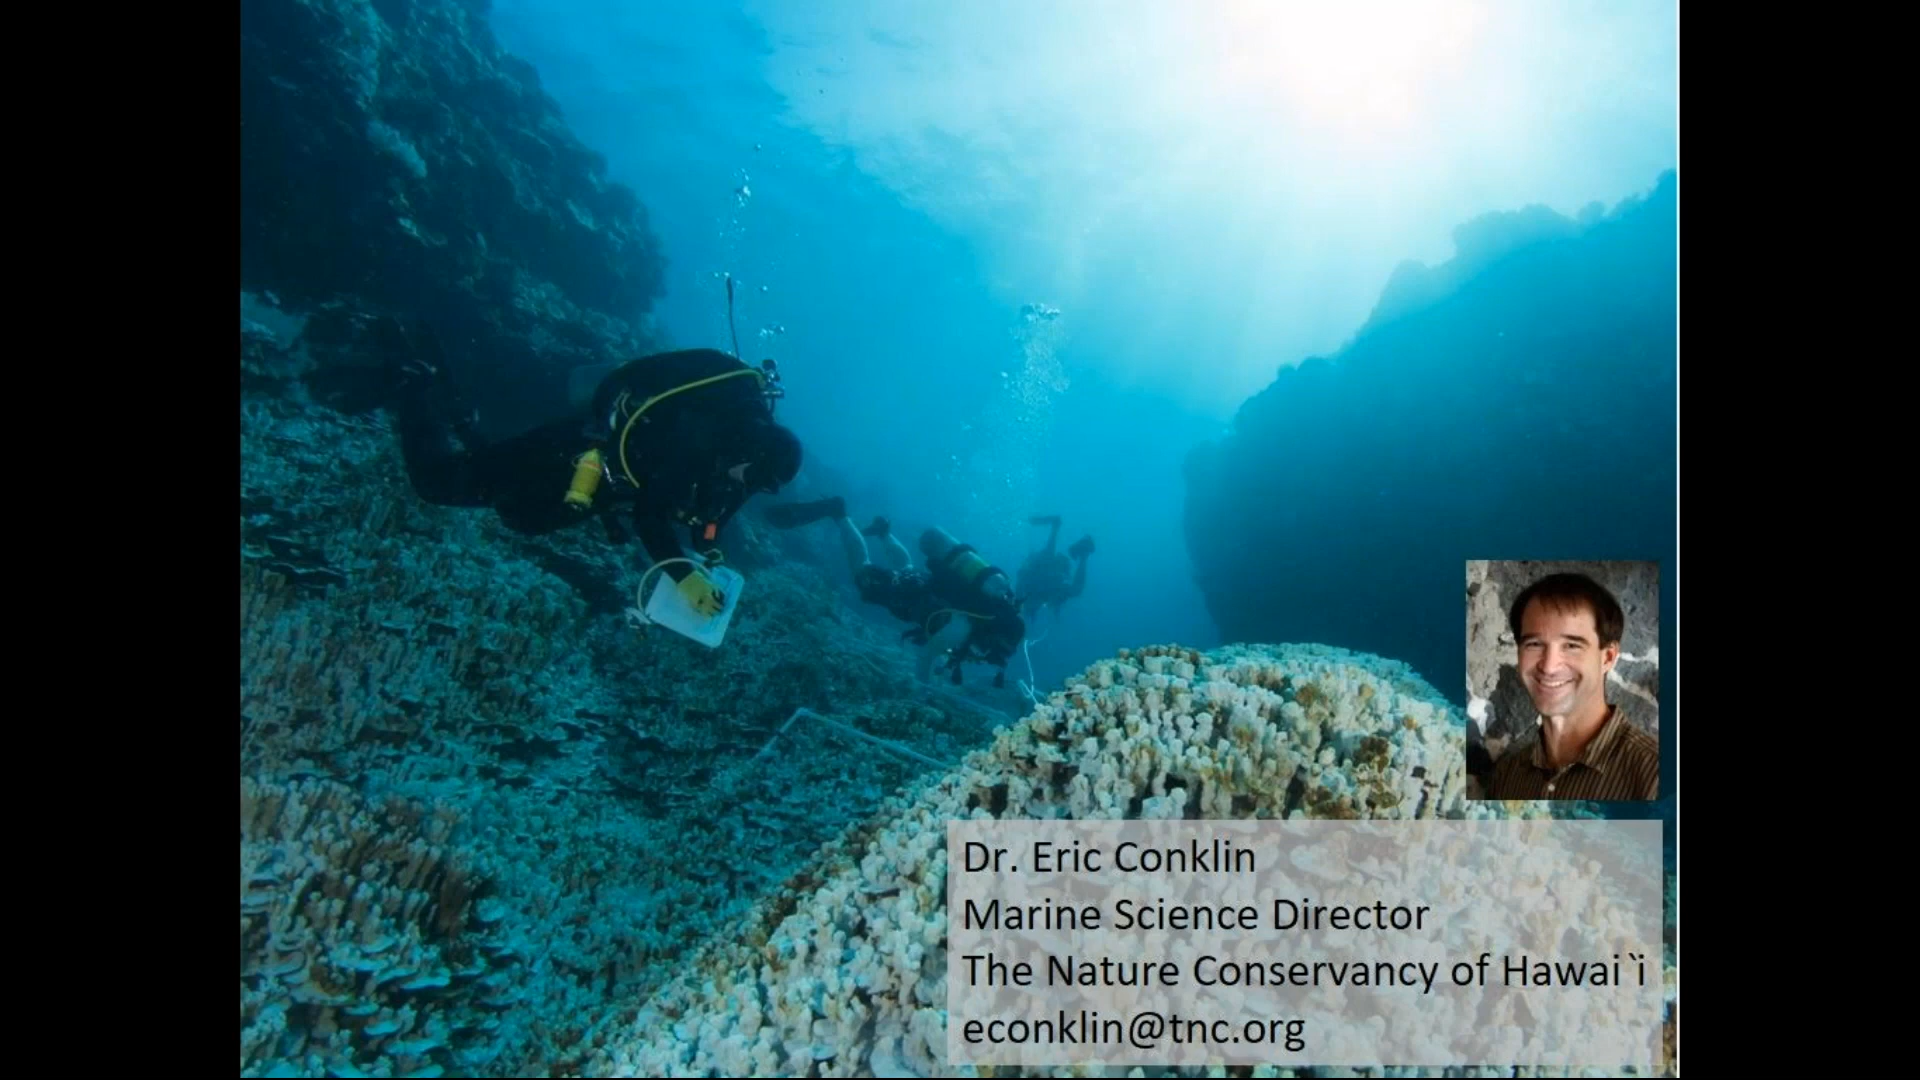 Dr. Eric Conklin
Marine Science Director
The Nature Conservancy of Hawai`i
econklin@tnc.org